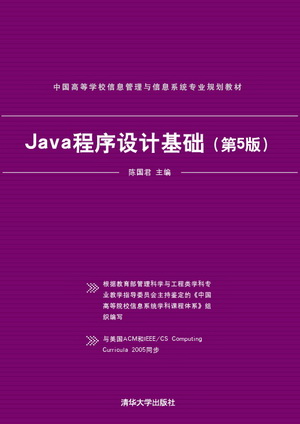 中国高等学校信息管理与信息系统专业规划教材
Java程序设计基础（第5版）
陈国君 主编
根据教育部管理科学与工程类学科专
业教学指导委员会主持鉴定的《中国
高等院校信息系统学科课程体系》组
织编写
与美国ACM和IEEE/CS Computing
Curricula 2005同步
清华大学出版社